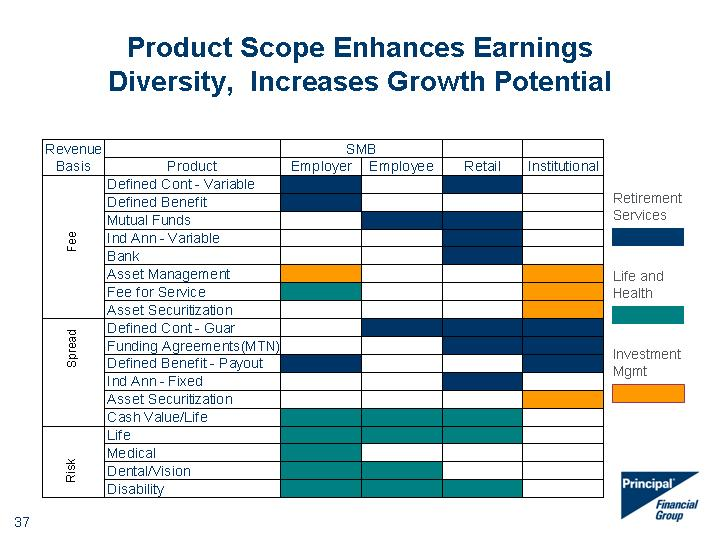 Product Scope Enhances Earnings
Diversity,  Increases Growth Potential
Revenue
Basis
Product
SMB
Employer Employee
Retail
Institutional
Fee
Defined Cont - Variable
Defined Benefit
Mutual Funds
Ind Ann - Variable
Bank
Asset Management
Fee for Service
Asset Securitization
Spread
Defined Cont - Guar
Funding Agreements(MTN)
Defined Benefit - Payout
Ind Ann - Fixed
Asset Securitization
Cash Value/Life
Risk
Life
Medical
Dental/Vision
Disability
Retirement
Services
Life and
Health
Investment
Mgmt
Principal
Financial
Group
37